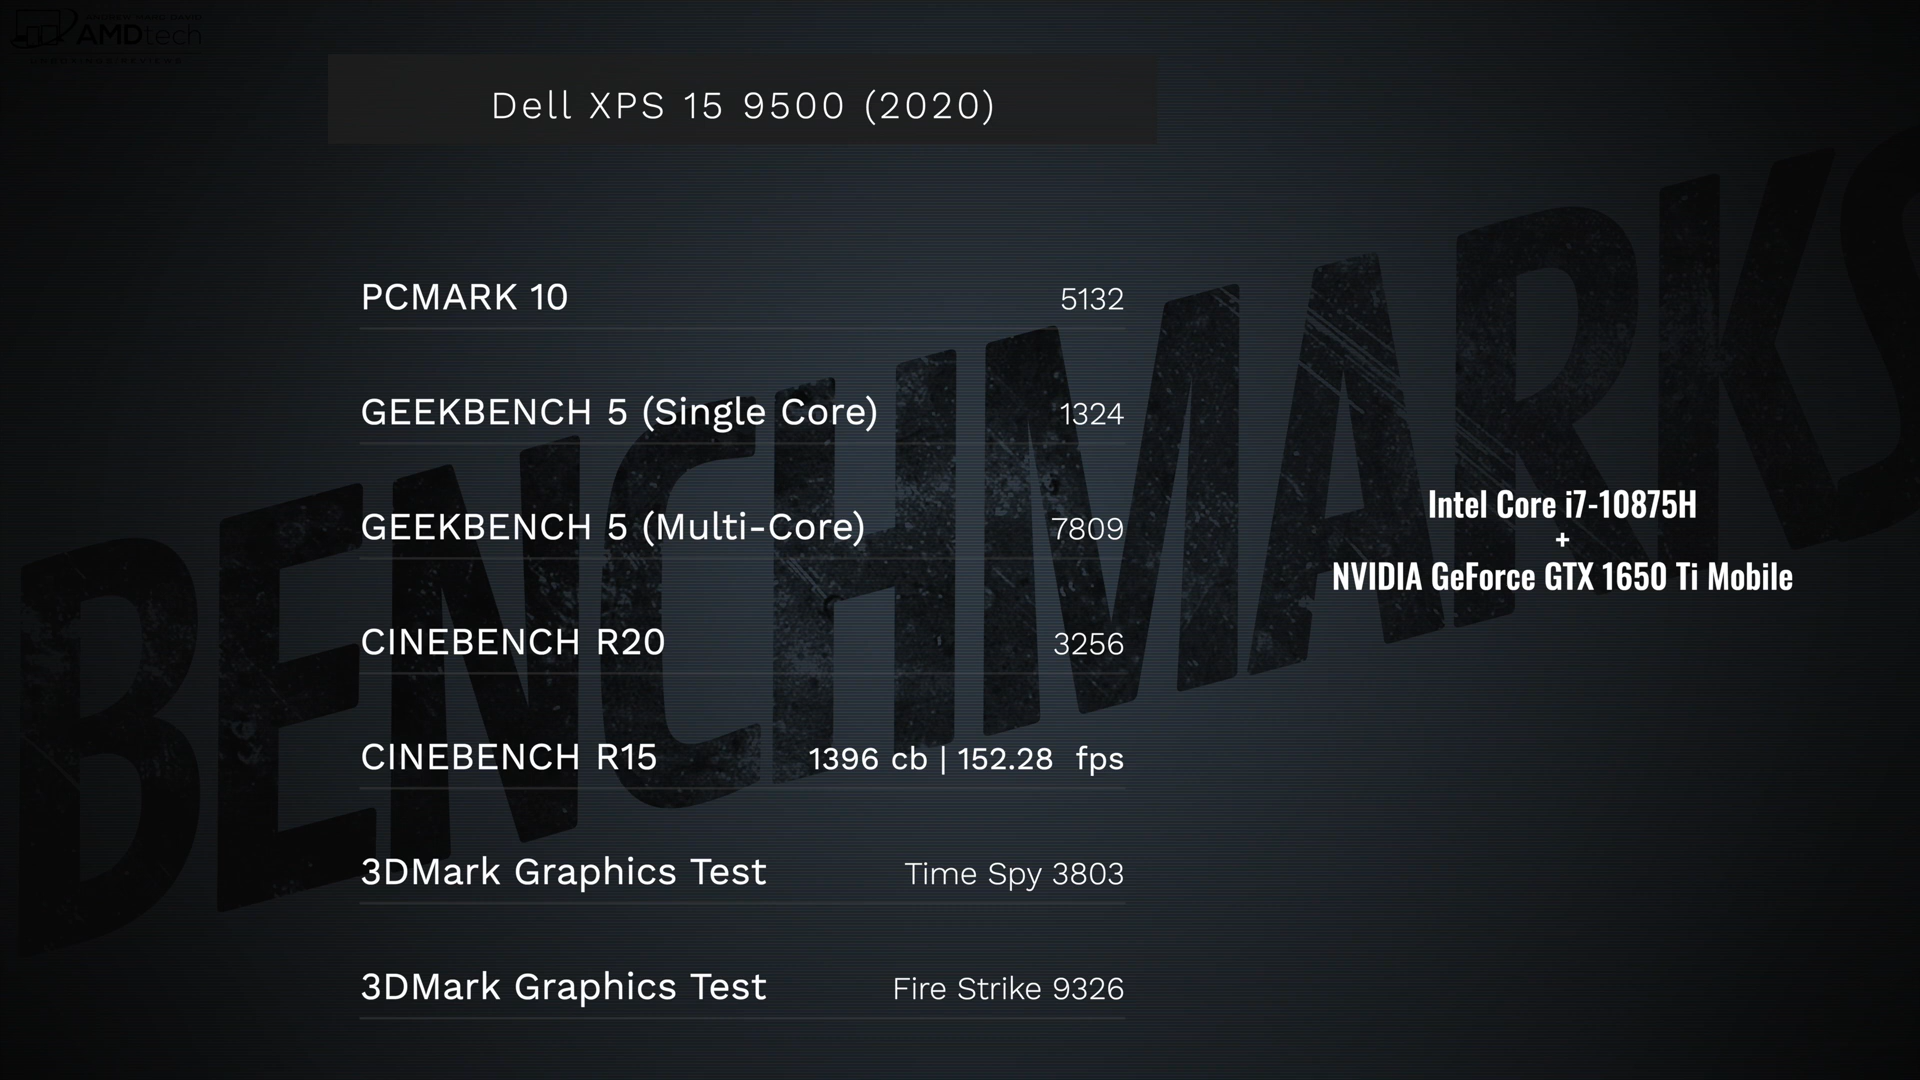 AMDtech
Dell XPS 15 9500 (2020)
BENCHMARKS
PCMARK 10 5132
GEEKBENCH 5 (Single Core) 1324
GEEKBENCH 5 (Multi-Core) 7809
CINEBENCH R20 3256
CINEBENCH R15 1396 cb | 152.28 fps
3DMark Graphics Test Time Spy 3803
3DMark Graphics Test Fire Strike 9326
Intel Core i7-10875H
+
NVIDIA GeForce GTX 1650 Ti Mobile